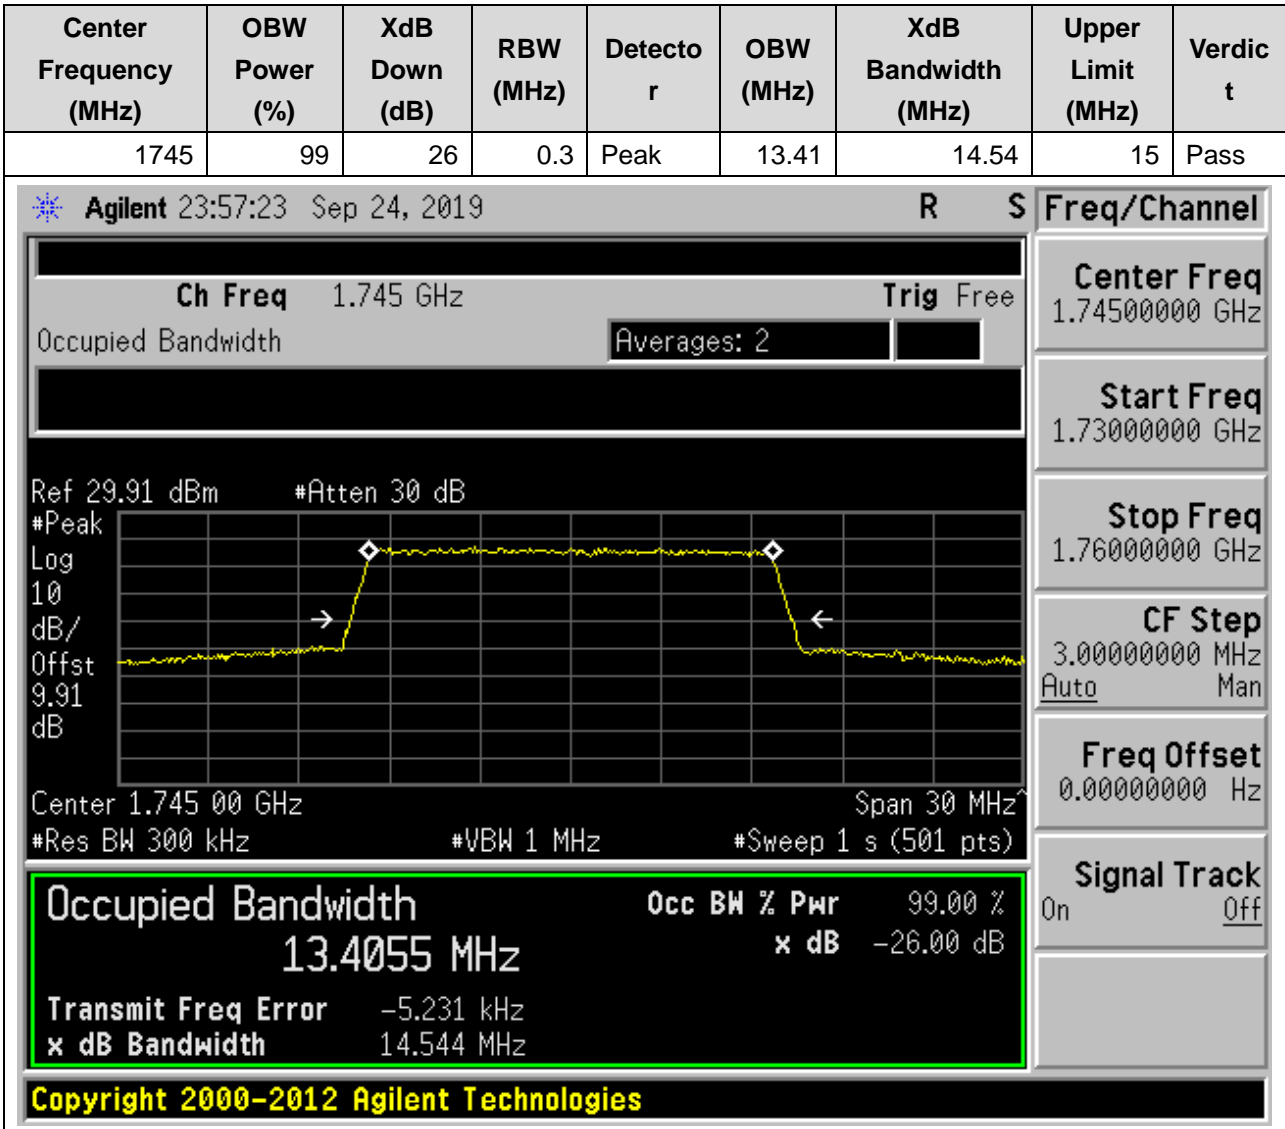 Center Frequency (MHz) OBW Power (%) XdB Down (dB) RBW (MHz) Detecto r OBW (MHz) XdB Bandwidth (MHz) Upper Limit (MHz) Verdic t
1745 99 26 0.3 Peak 13.41 14.54 15 Pass
Agilent 23:57:23 Sep 24, 2019 R S Freq/Channel
Ch Freq 1.745 GHz Trig Free
Occupied Bandwidth Averages: 2
Center Freq
1.74500000 GHz
Start Freq
1.73000000 GHz
Stop Freq
1.76000000 GHz
CF Step
3.00000000 MHz
Auto Man
Freq Offset
0.00000000 Hz
Signal Track
On Off
Ref 29.91 dBm #Atten 30 dB
#Peak
Log
10
dB/
Offst
9.91
dB
Center 1.745 00 GHz Span 30 MHz^
#Res BW 300 kHz #VBW 1 MHz #Sweep 1 s (501 pts)
Occupied Bandwidth Occ BW % Pwr 99.00 %
13.4055 MHz x dB -26.00 dB
Transmit Freq Error -5.231 kHz
x dB Bandwidth 14.544 MHz
Copyright 2000-2012 Agilent Technologies